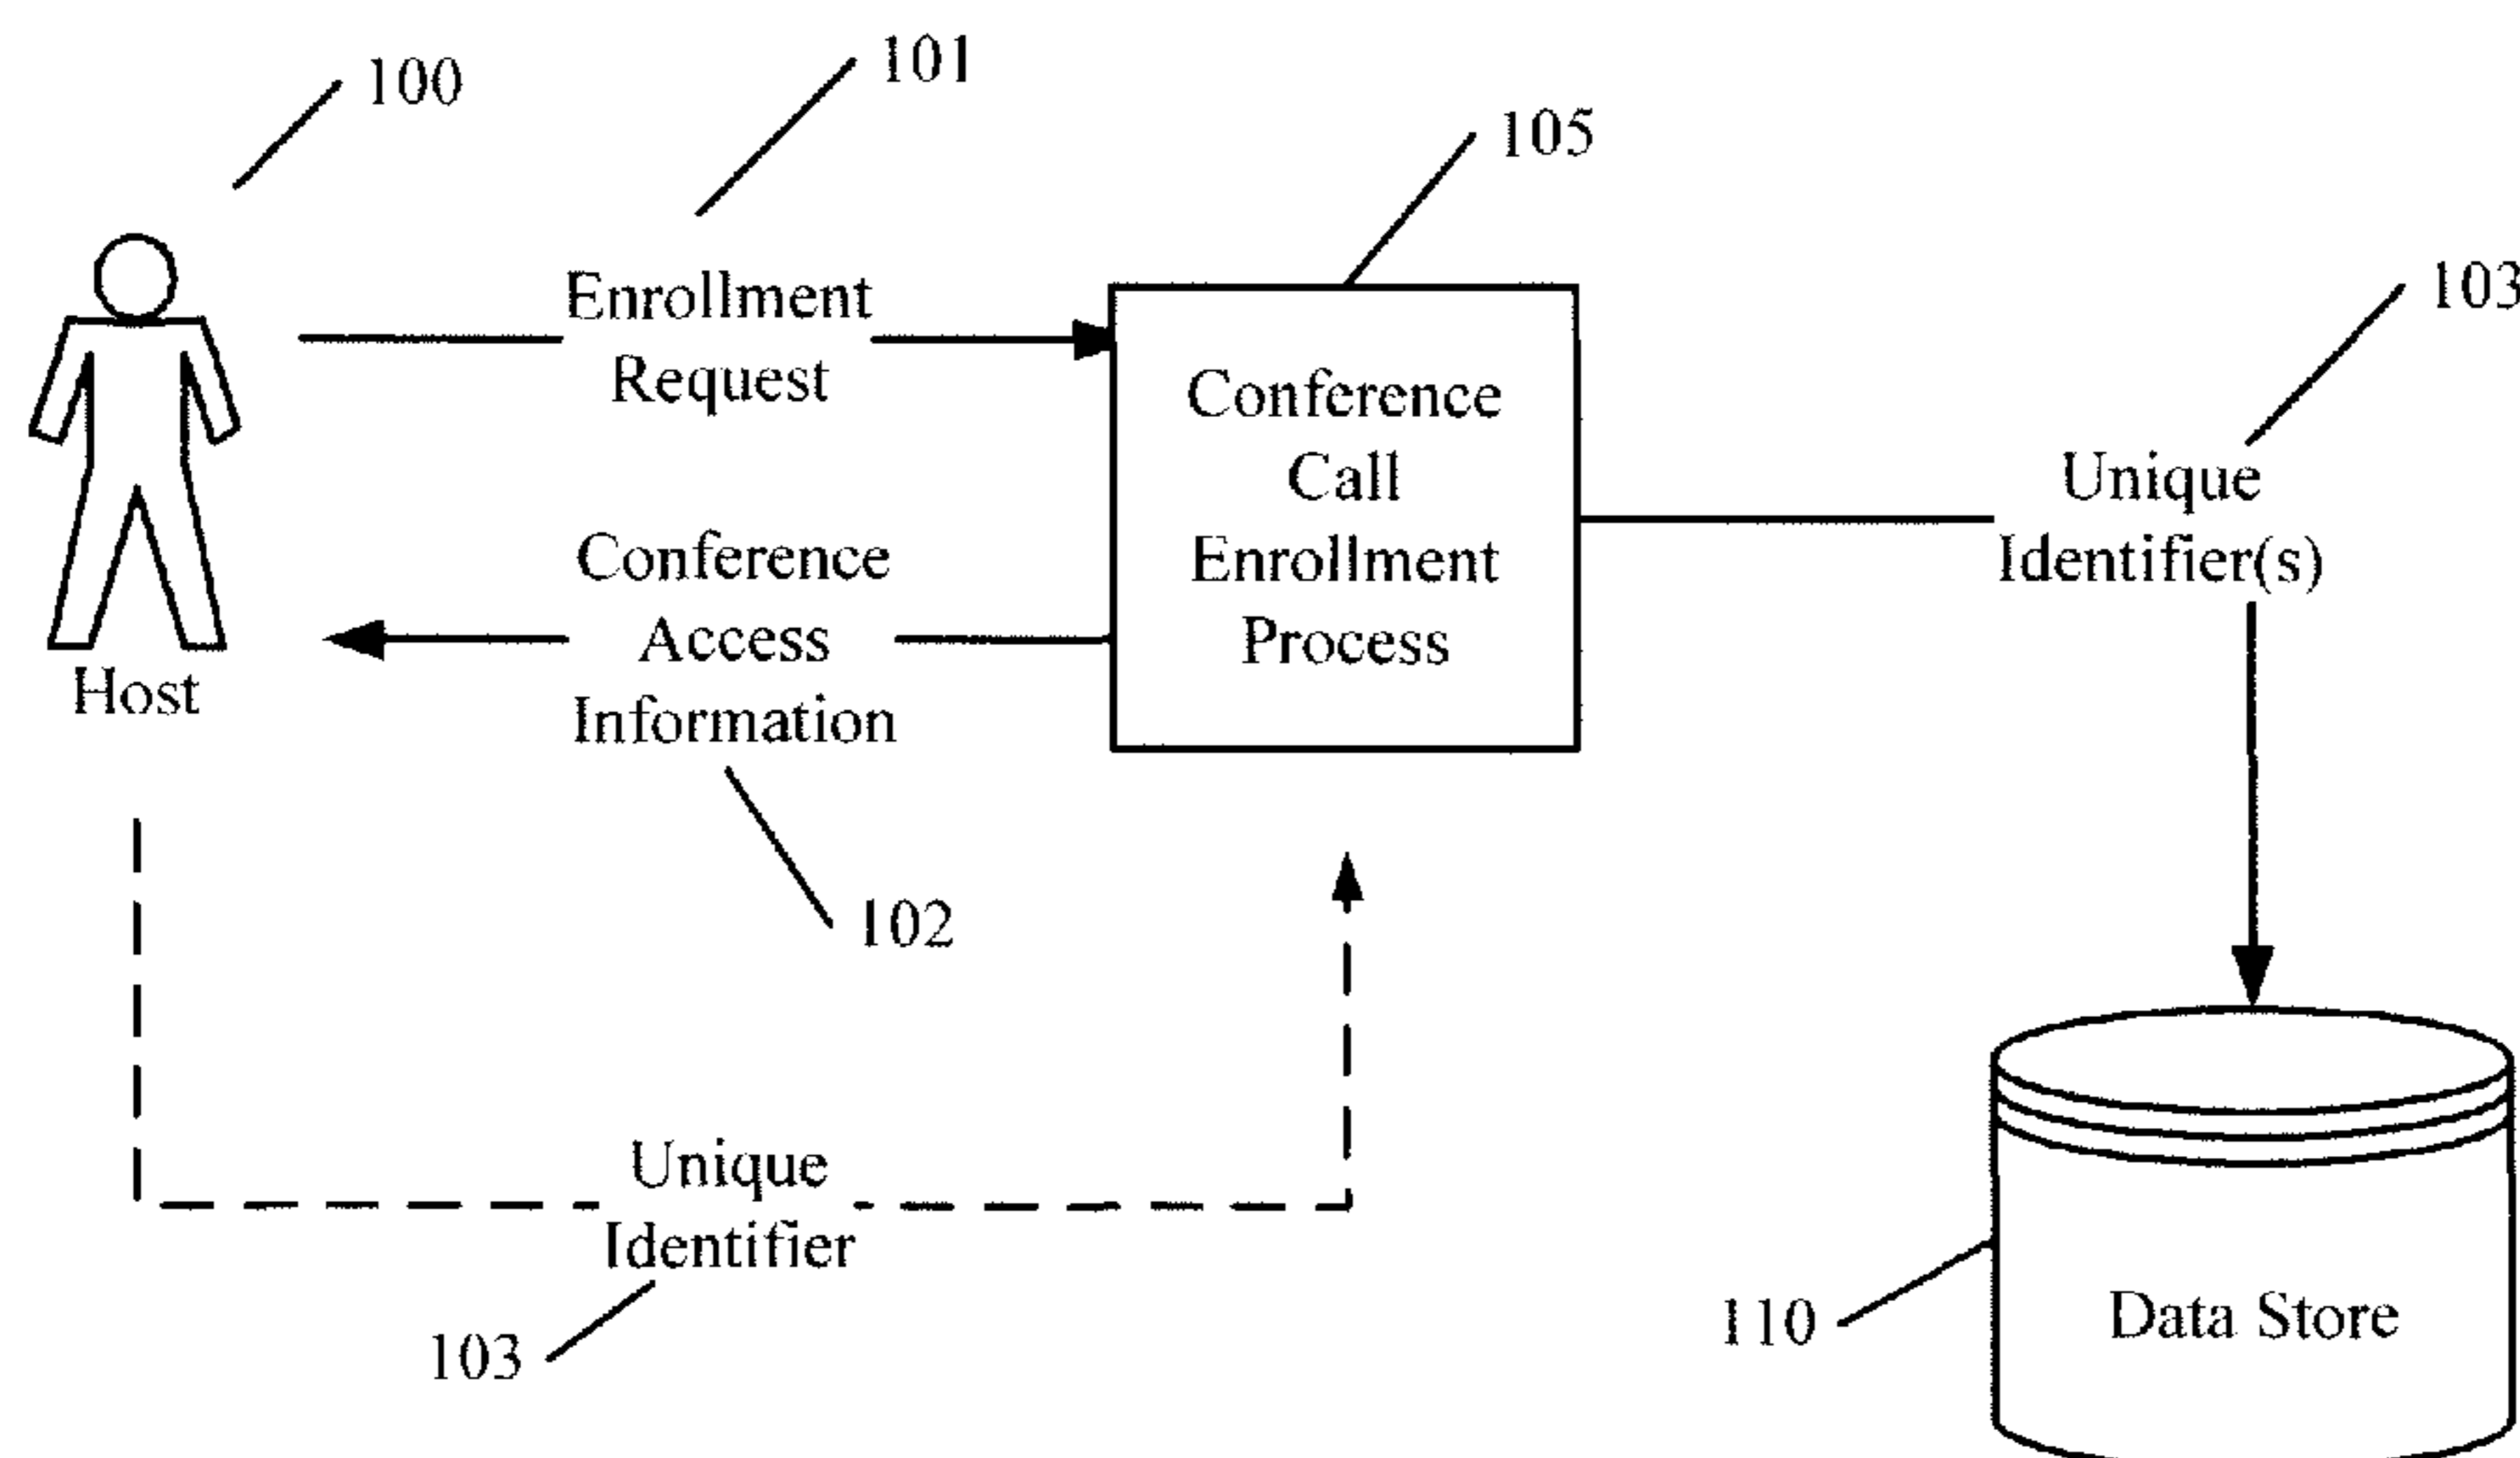 100
101
105
103
Enrollment
Request
Conference
Call
Enrollment
Process
Unique
Identifier(s)
Conference
Access
Information
Host
102
Unique
Identifier
103
110
Data Store